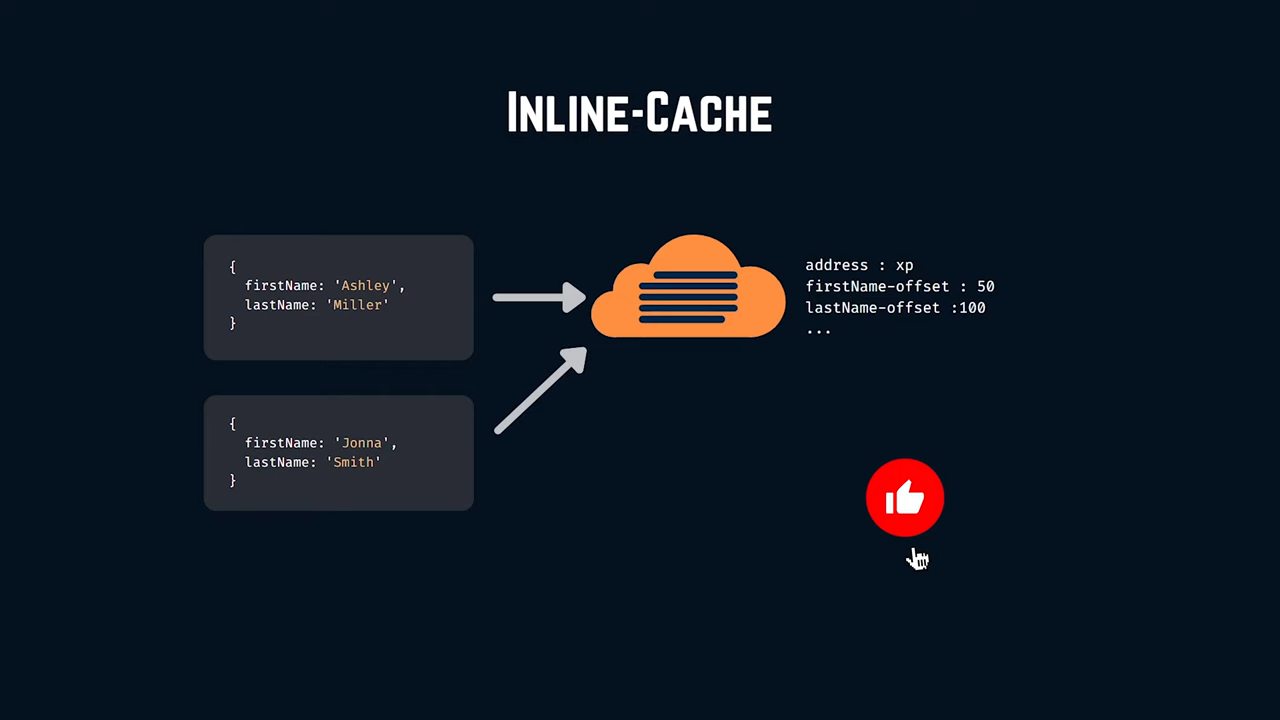 INLINE-CACHE
{
firstName: 'Ashley',
lastName: 'Miller'
}
address : xp
firstName-offset : 50
lastName-offset :100
...
{
firstName: 'Jonna',
lastName: 'Smith'
}